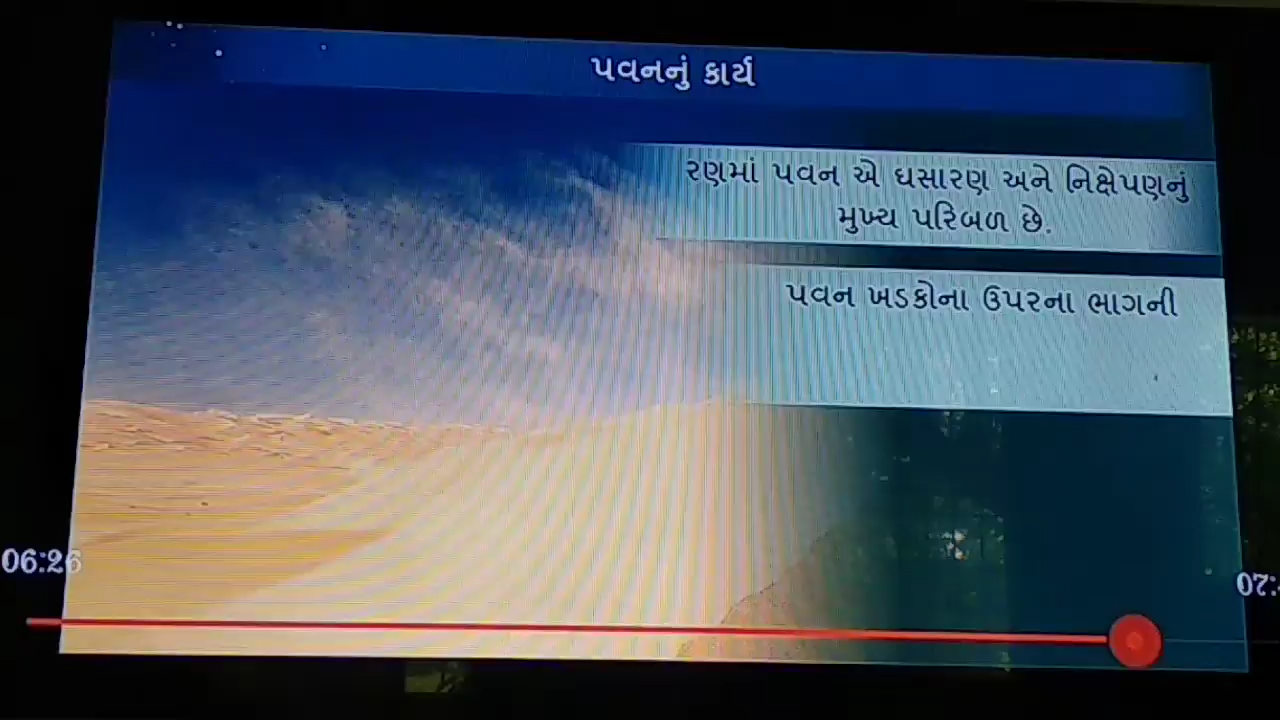 પવનનું કાર્ય
રણમાં પવન એ ઘસારણ અને નિક્ષેપણનું
મુખ્ય પરિબળ છે.
પવન ખડકોના ઉપરના ભાગની
06:26